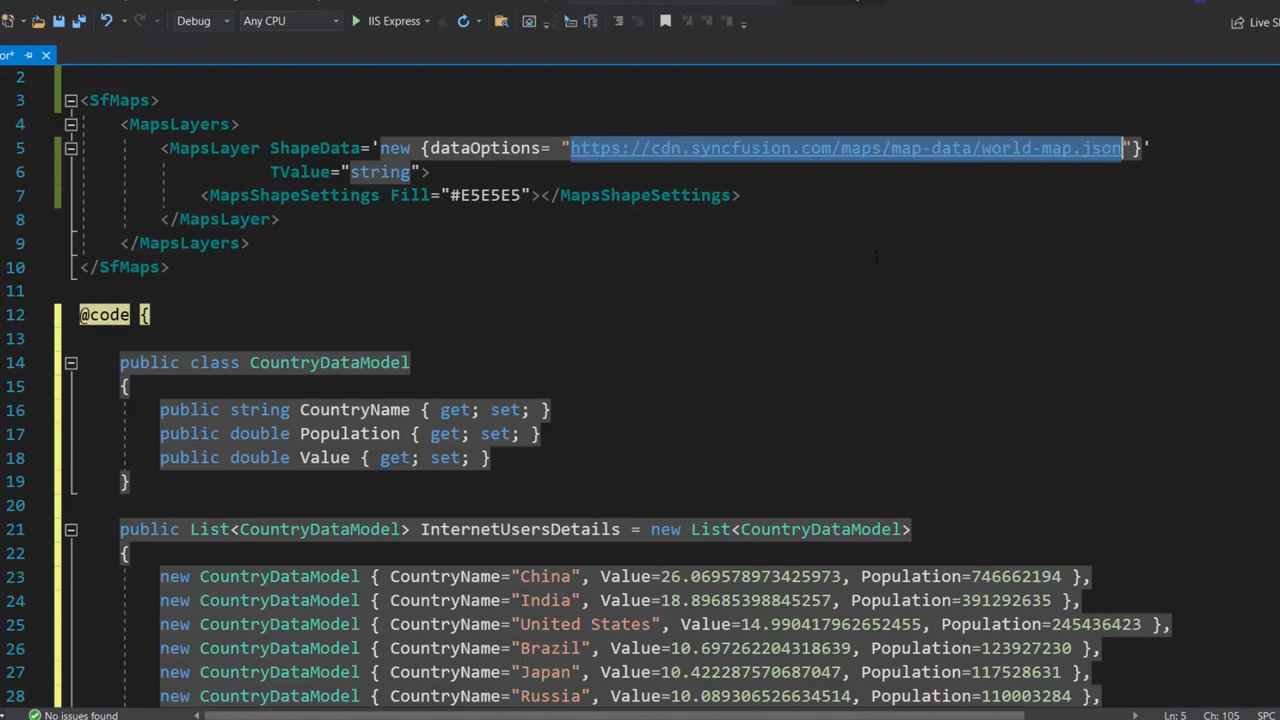 Debug Any CPU IIS Express Live Sh
or*
2
3 <SfMaps>
4 <MapsLayers>
5 <MapsLayer ShapeData='new {dataOptions= "https://cdn.syncfusion.com/maps/map-data/world-map.json"}'
6 TValue="string">
7 <MapsShapeSettings Fill="#E5E5E5"></MapsShapeSettings>
8 </MapsLayer>
9 </MapsLayers>
10 </SfMaps>
11
12 @code {
13
14 public class CountryDataModel
15 {
16 public string CountryName { get; set; }
17 public double Population { get; set; }
18 public double Value { get; set; }
19 }
20
21 public List<CountryDataModel> InternetUsersDetails = new List<CountryDataModel>
22 {
23 new CountryDataModel { CountryName="China", Value=26.069578973425973, Population=746662194 },
24 new CountryDataModel { CountryName="India", Value=18.89685398845257, Population=391292635 },
25 new CountryDataModel { CountryName="United States", Value=14.990417962652455, Population=245436423 },
26 new CountryDataModel { CountryName="Brazil", Value=10.697262204318639, Population=123927230 },
27 new CountryDataModel { CountryName="Japan", Value=10.422287570687047, Population=117528631 },
28 new CountryDataModel { CountryName="Russia", Value=10.089306526634514, Population=110003284 },
No issues found Ln: 5 Ch: 105 SPC